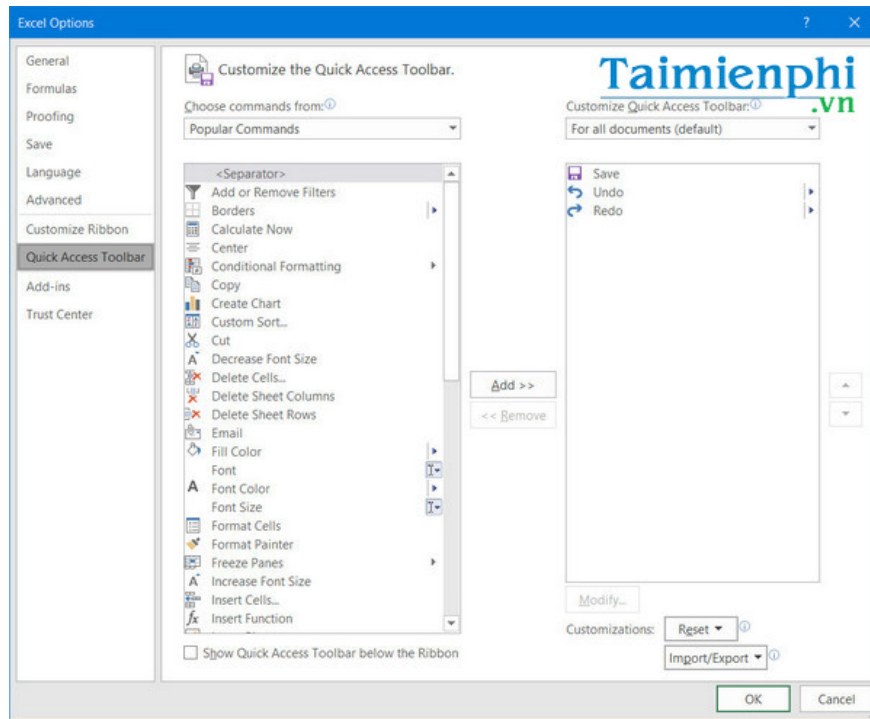 Excel Options
General
Formulas
Proofing
Save
Language
Advanced
Customize Ribbon
Quick Access Toolbar
Add-ins
Trust Center
Customize the Quick Access Toolbar.
Taimienphi
.vn
Choose commands from:
Popular Commands
<Separator>
Add or Remove Filters
Borders
Calculate Now
Center
Conditional Formatting
Copy
Create Chart
Custom Sort...
Cut
Decrease Font Size
Delete Cells...
Delete Sheet Columns
Delete Sheet Rows
Email
Fill Color
Font
Font Color
Font Size
Format Cells
Format Painter
Freeze Panes
Increase Font Size
Insert Cells...
Insert Function
Show Quick Access Toolbar below the Ribbon
Add >>
<< Remove
Customize Quick Access Toolbar:
For all documents (default)
Save
Undo
Redo
Modify...
Customizations:
Reset
Import/Export
OK
Cancel